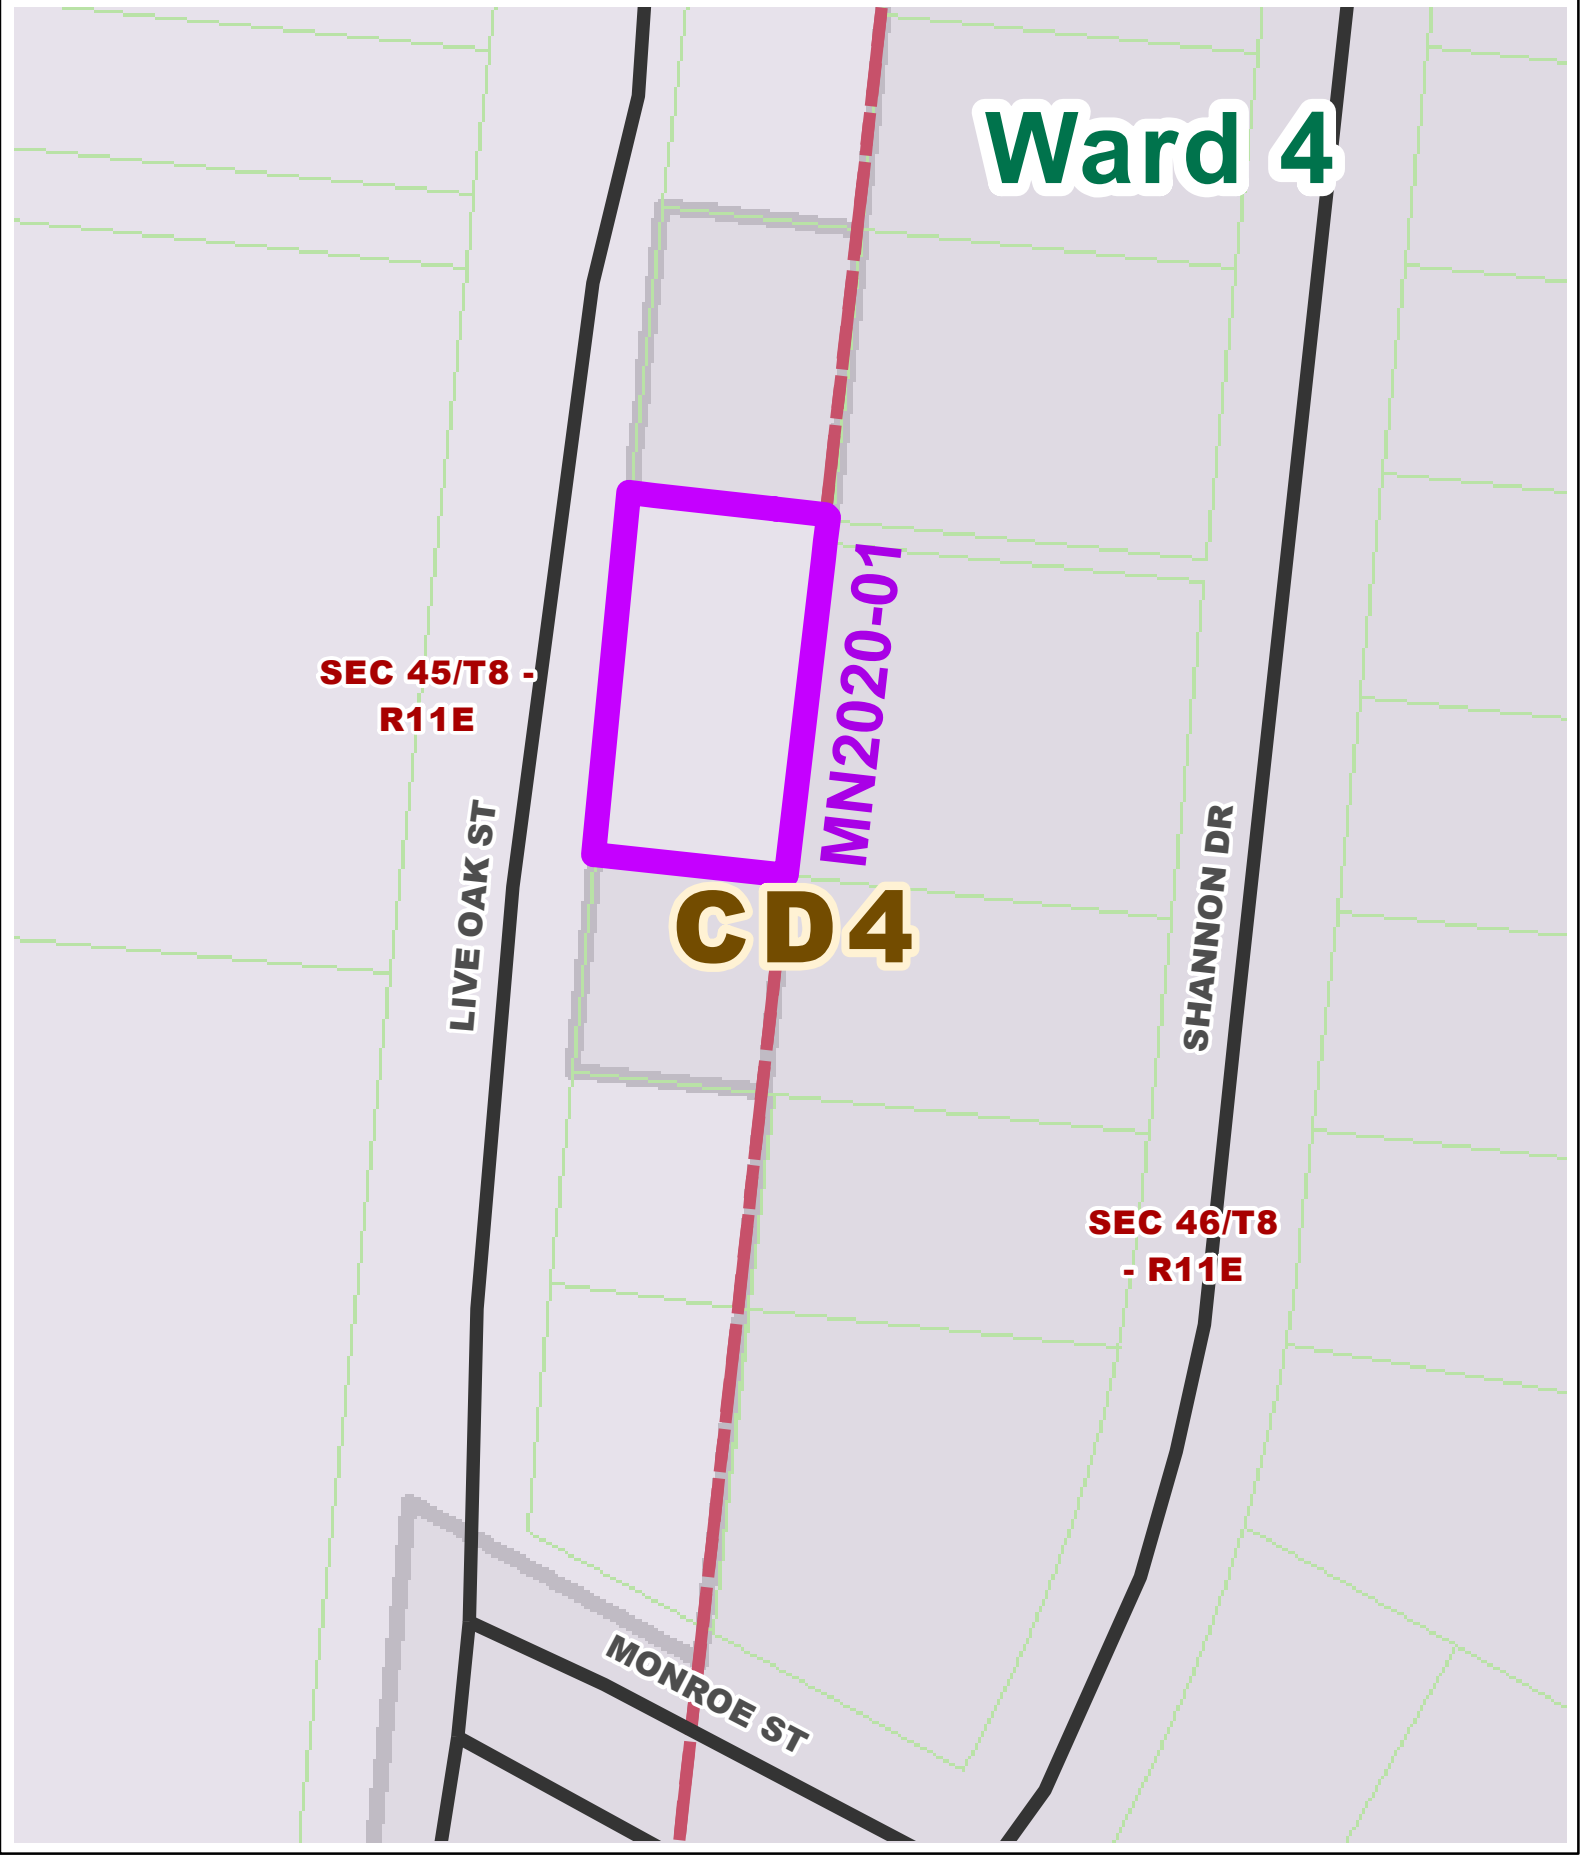 Ward 4
MN2020-01
SEC 45/T8 -
R11E
LIVE OAK ST
SHANNON DR
CD4
SEC 46/T8
- R11E
MONROE ST